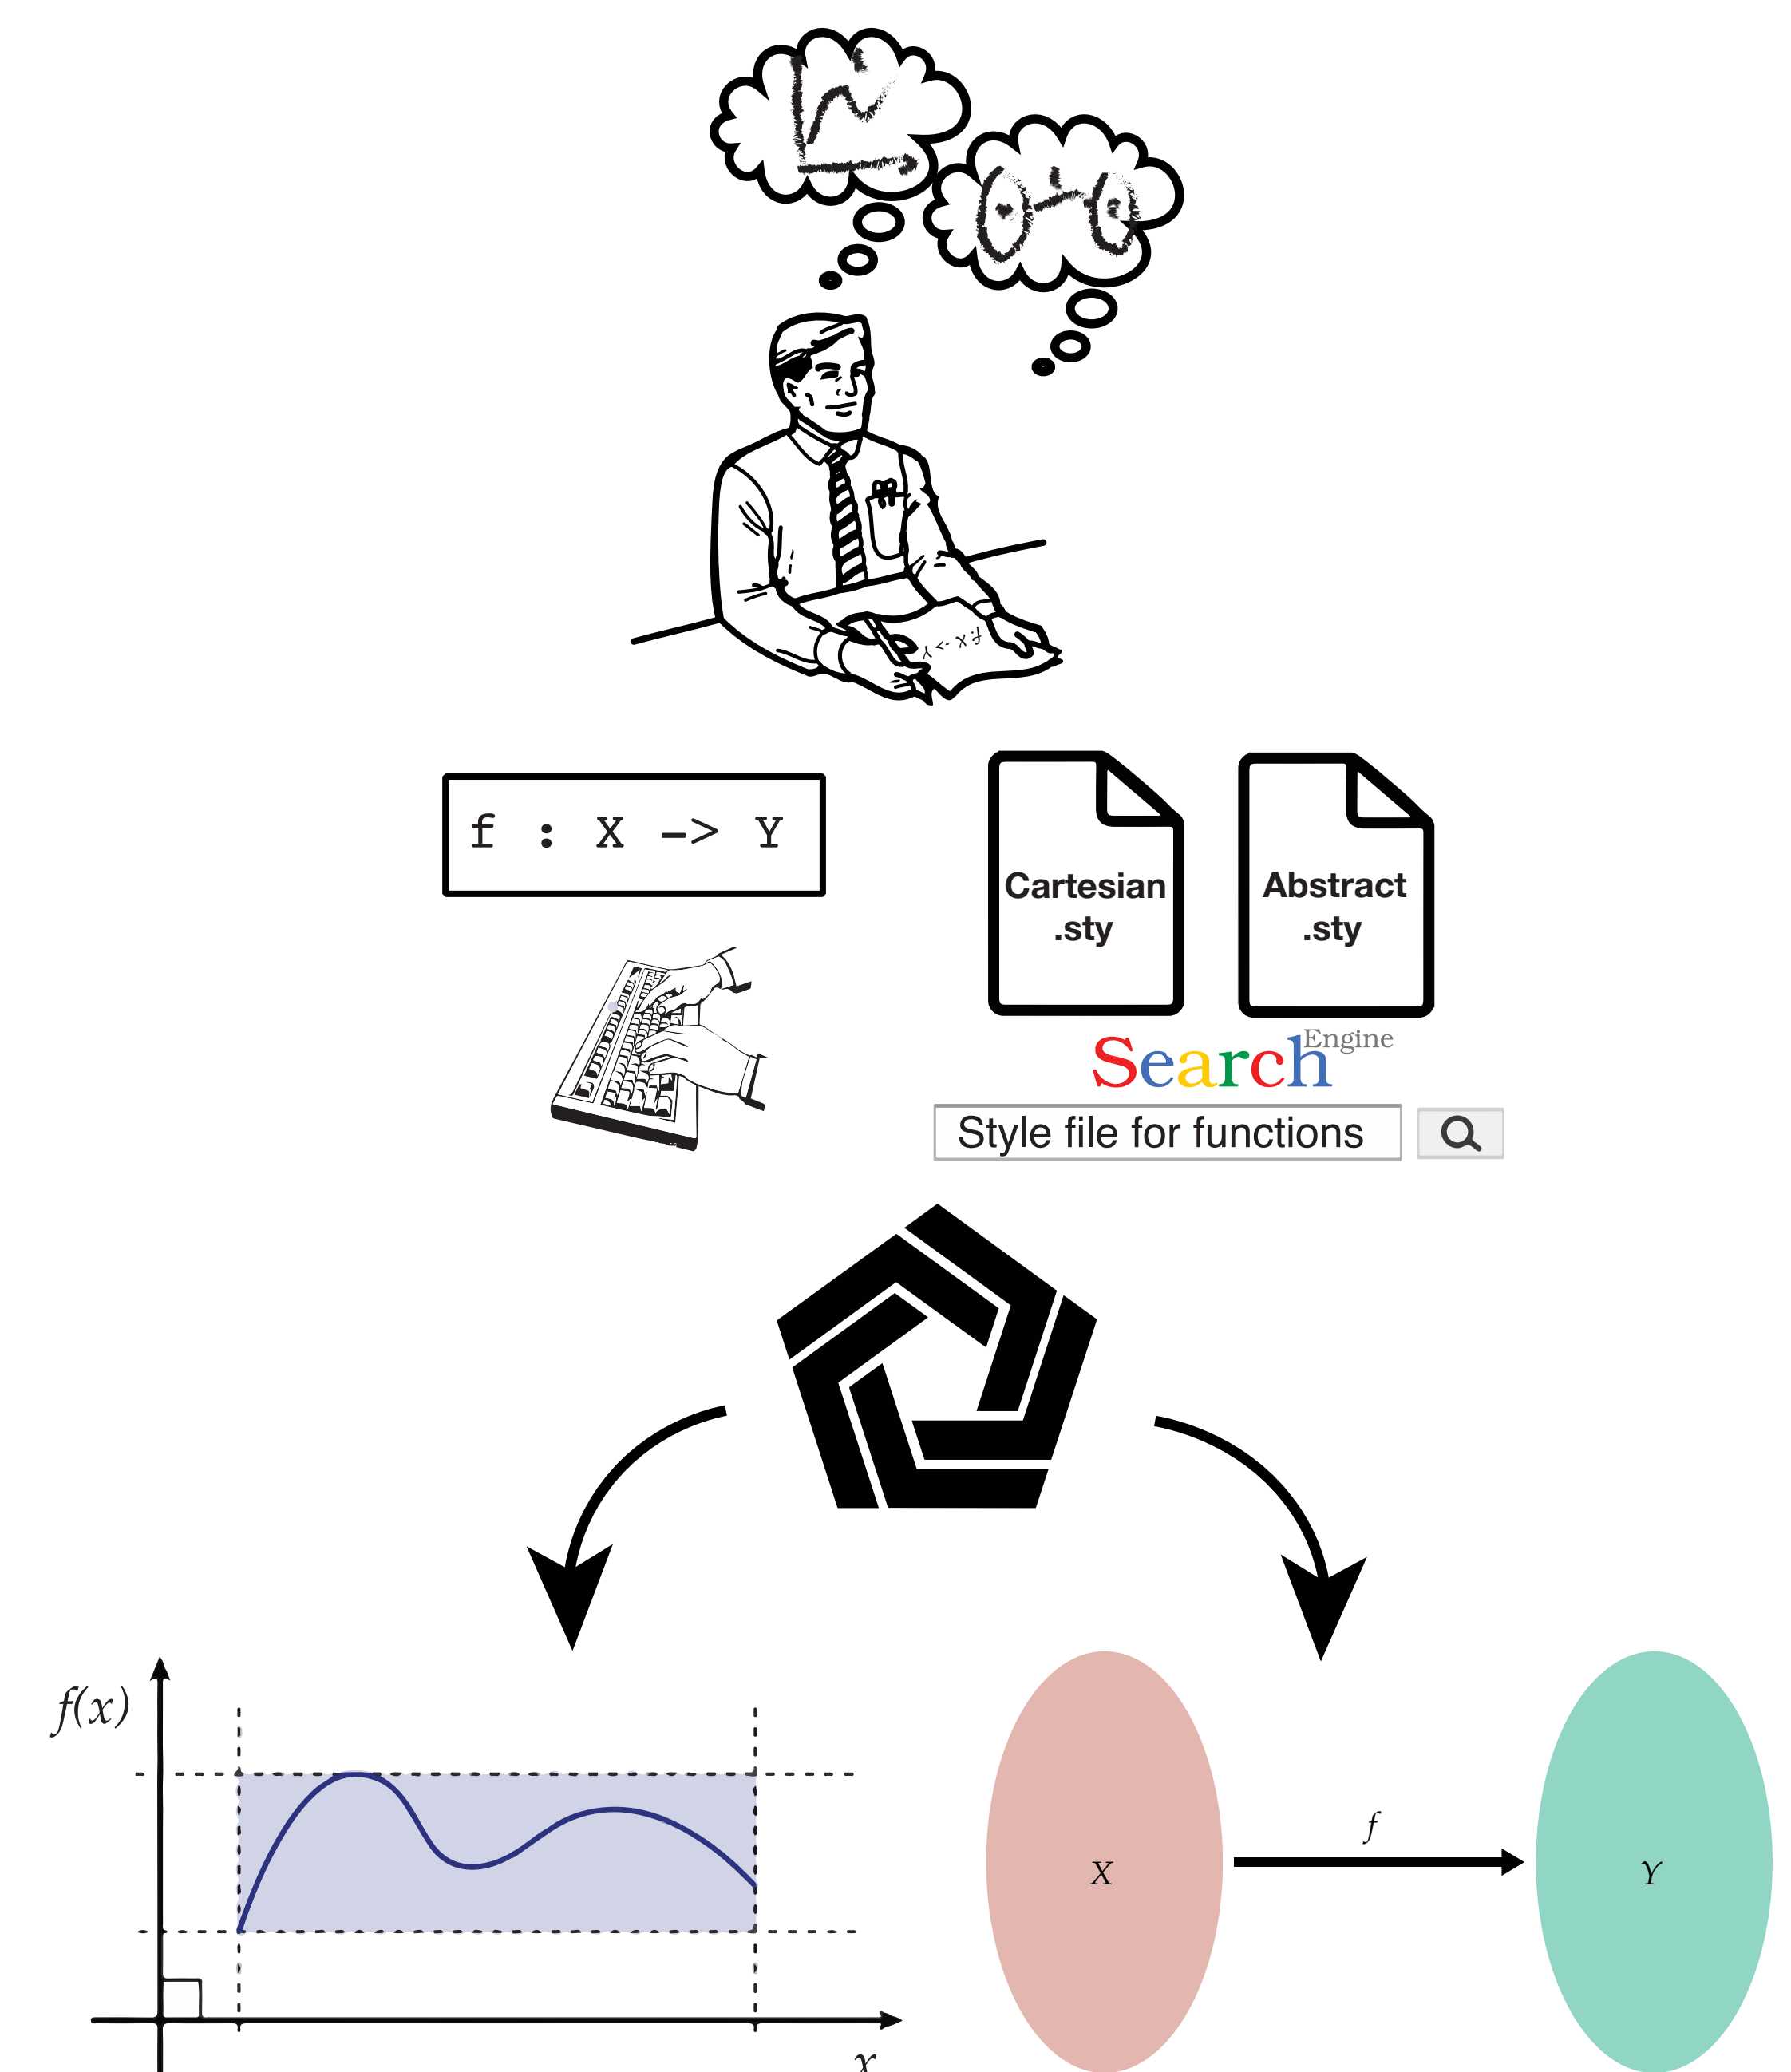 f: X -> Y
f : X -> Y
Cartesian
.sty
Abstract
.sty
Search Engine
Style file for functions
f(x)
x
X
f
Y